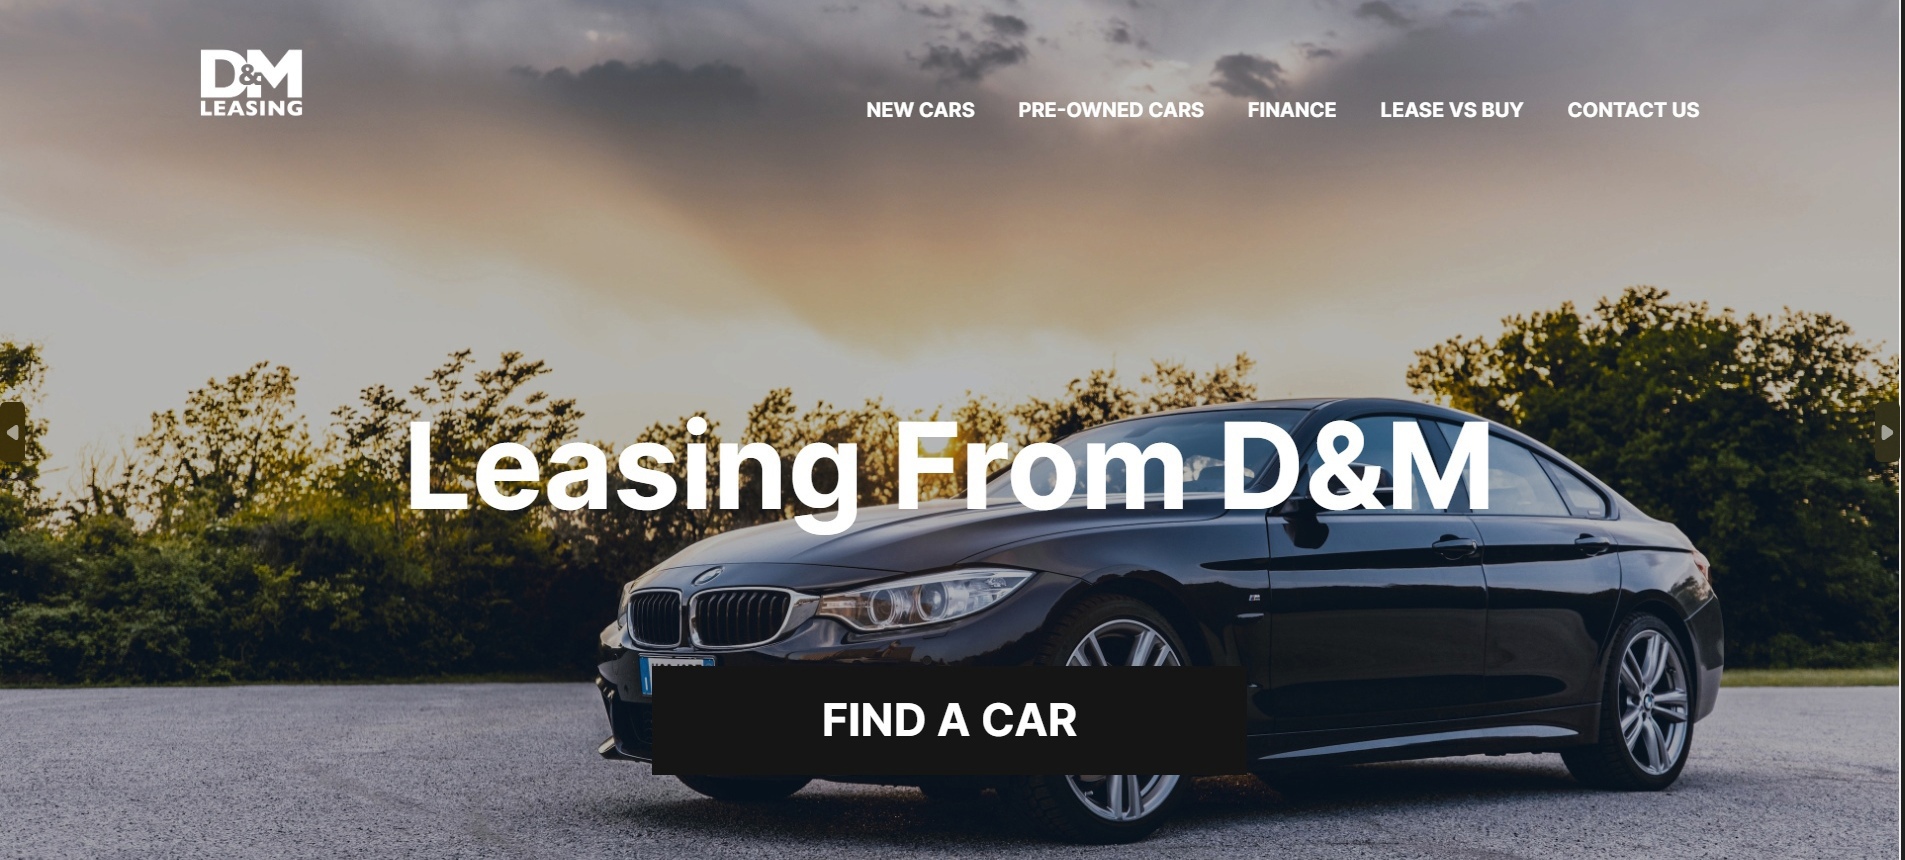 D&M
LEASING
NEW CARS PRE-OWNED CARS FINANCE LEASE VS BUY CONTACT US
Leasing From D&M
FIND A CAR